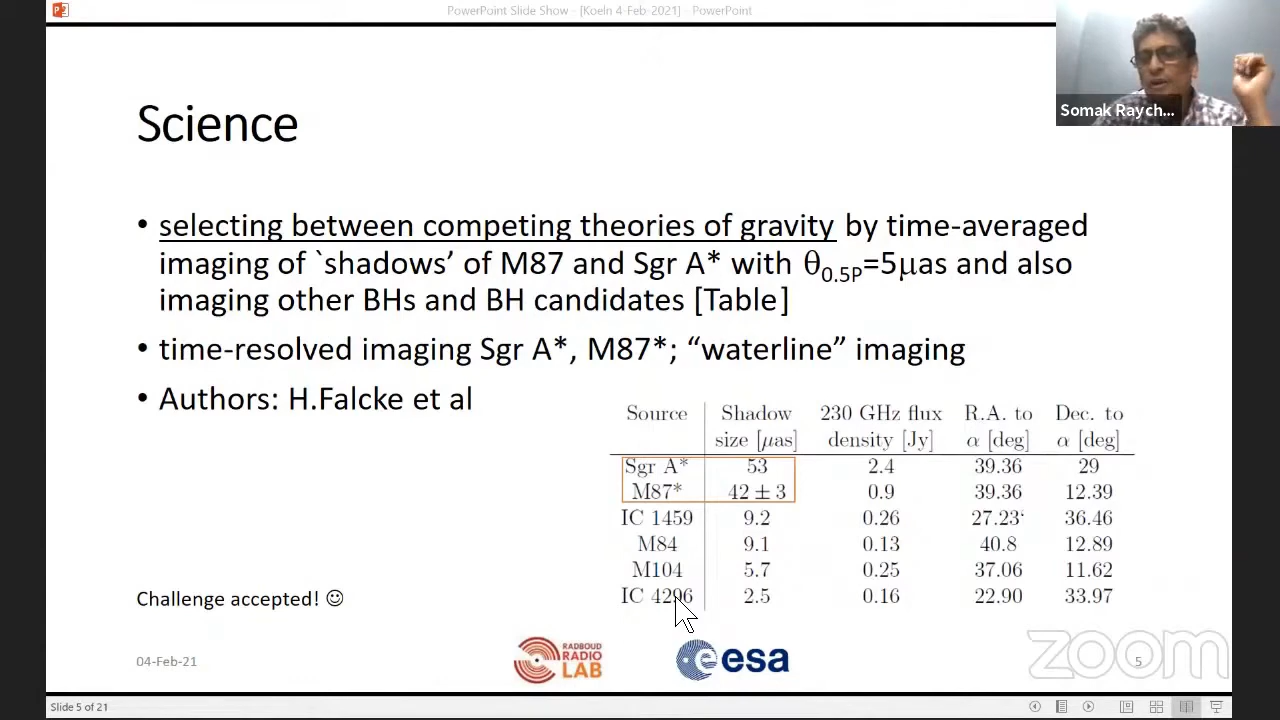 PowerPoint Slide Show - [Koeln 4-Feb-2021] - PowerPoint
Somak Raych...
Science
• selecting between competing theories of gravity by time-averaged
imaging of `shadows’ of M87 and Sgr A* with θ0.5P=5μas and also
imaging other BHs and BH candidates [Table]
• time-resolved imaging Sgr A*, M87*; “waterline” imaging
• Authors: H.Falcke et al
Source Shadow 230 GHz flux R.A. to Dec. to
size [μas] density [Jy] α [deg] α [deg]
Sgr A* 53 2.4 39.36 29
M87* 42 ± 3 0.9 39.36 12.39
IC 1459 9.2 0.26 27.23‘ 36.46
M84 9.1 0.13 40.8 12.89
M104 5.7 0.25 37.06 11.62
IC 4296 2.5 0.16 22.90 33.97
Challenge accepted! ☺
04-Feb-21
RADBOUD
RADIO
LAB
esa
zoom
5
Slide 5 of 21